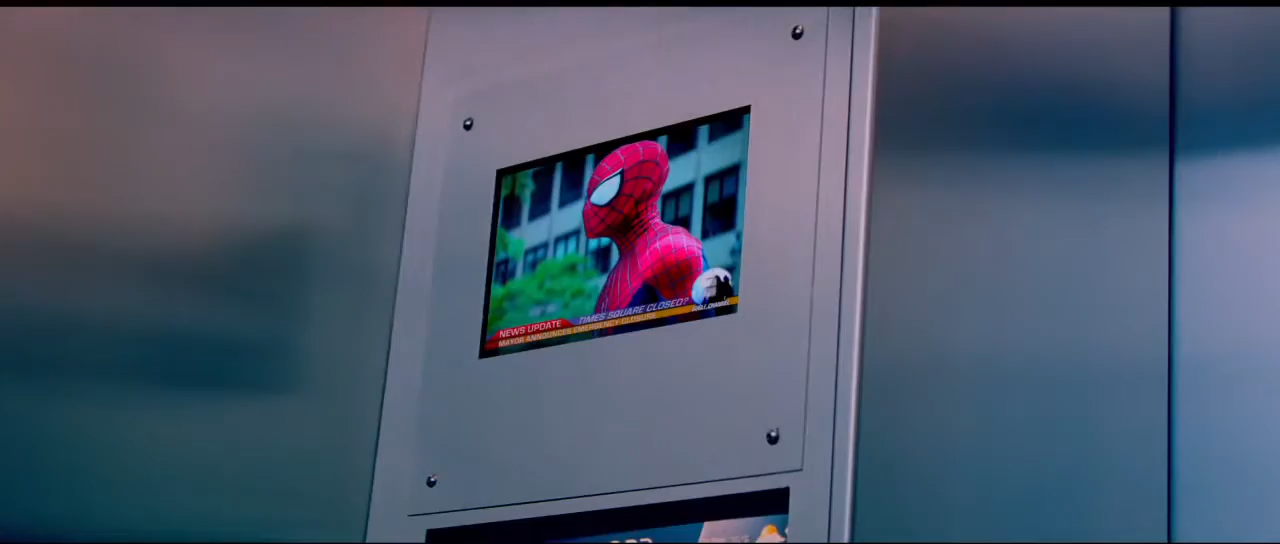 TIMES SQUARE CLOSED?
NEWS UPDATE
MAYOR ANNOUNCES EMERGENCY CLOSURE